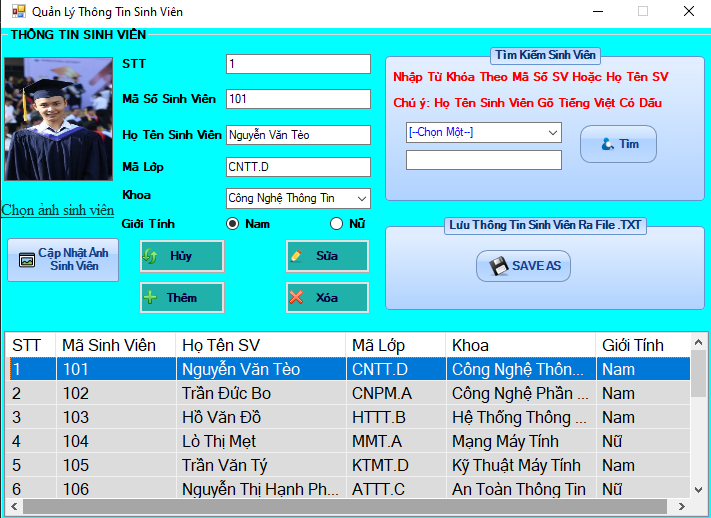 Quản Lý Thông Tin Sinh Viên
THÔNG TIN SINH VIÊN
STT 1
Mã Số Sinh Viên 101
Họ Tên Sinh Viên Nguyễn Văn Tèo
Mã Lớp CNTT.D
Khoa Công Nghệ Thông Tin
Giới Tính Nam Nữ
Chọn ảnh sinh viên
Cập Nhật Ảnh
Sinh Viên
Hủy Sửa
Thêm Xóa
Tìm Kiếm Sinh Viên
Nhập Từ Khóa Theo Mã Số SV Hoặc Họ Tên SV
Chú ý: Họ Tên Sinh Viên Gõ Tiếng Việt Có Dấu
[--Chọn Một--]
Tìm
Lưu Thông Tin Sinh Viên Ra File .TXT
SAVE AS
STT Mã Sinh Viên Họ Tên SV Mã Lớp Khoa Giới Tính
1 101 Nguyễn Văn Tèo CNTT.D Công Nghệ Thôn... Nam
2 102 Trần Đức Bo CNPM.A Công Nghệ Phần ... Nam
3 103 Hồ Văn Đồ HTTT.B Hệ Thống Thông ... Nam
4 104 Lò Thị Mẹt MMT.A Mạng Máy Tính Nữ
5 105 Trần Văn Tý KTMT.D Kỹ Thuật Máy Tính Nam
6 106 Nguyễn Thị Hạnh Ph... ATTT.C An Toàn Thông Tin Nữ